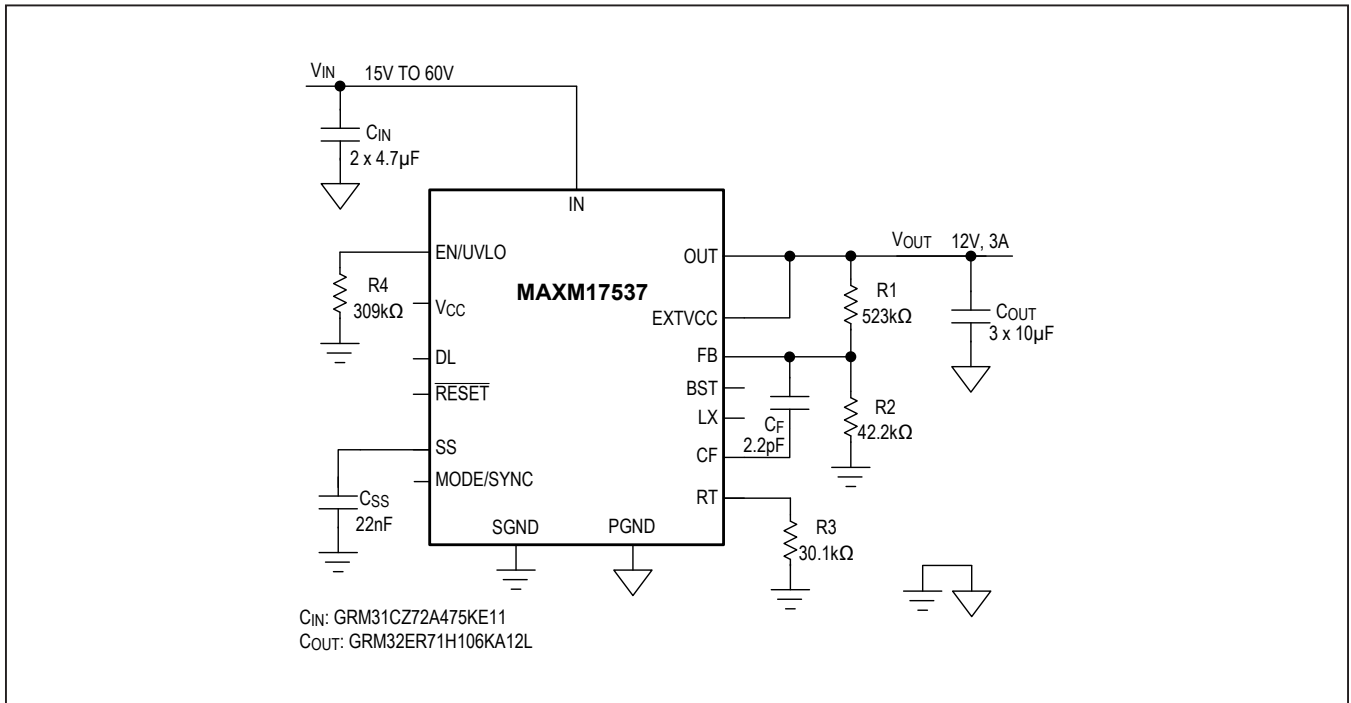 VIN 15V TO 60V
CIN
2 x 4.7µF
IN
EN/UVLO
R4
309kΩ
VCC
DL
RESET
SS
CSS
22nF
MODE/SYNC
MAXM17537
SGND
PGND
OUT
EXTVCC
FB
BST
LX
CF
RT
VOUT 12V, 3A
R1
523kΩ
COUT
3 x 10µF
CF
2.2pF
R2
42.2kΩ
R3
30.1kΩ
CIN: GRM31CZ72A475KE11
COUT: GRM32ER71H106KA12L